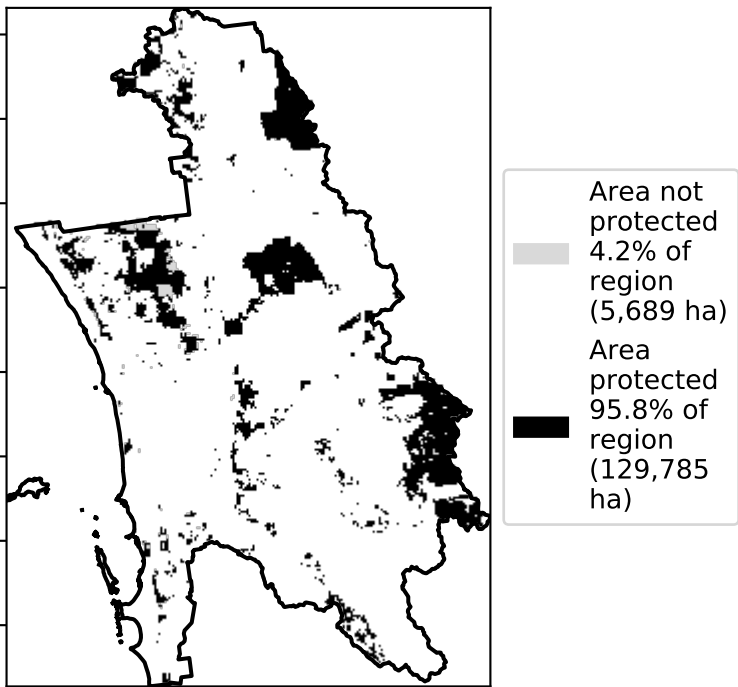 Area not
protected
4.2% of
region
(5,689 ha)
Area
protected
95.8% of
region
(129,785
ha)